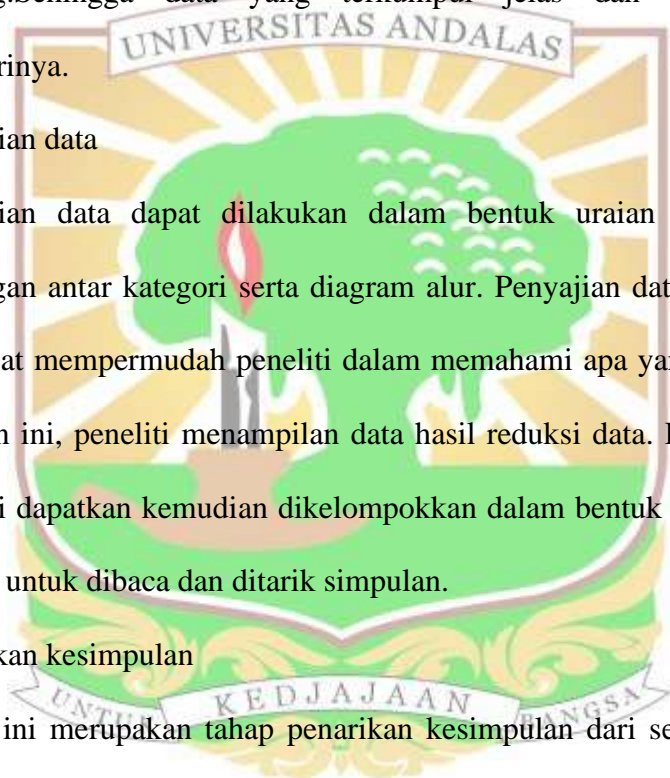 UNIVERSITAS ANDALAS
rinya.
ian data
ian data dapat dilakukan dalam bentuk uraian
gan antar kategori serta diagram alur. Penyajian dat
at mempermudah peneliti dalam memahami apa ya
n ini, peneliti menampilan data hasil reduksi data.
i dapatkan kemudian dikelompokkan dalam bentuk
untuk dibaca dan ditarik simpulan.
kan kesimpulan
UNTUK KEDJAJAAN BANGSA
ini merupakan tahap penarikan kesimpulan dari se